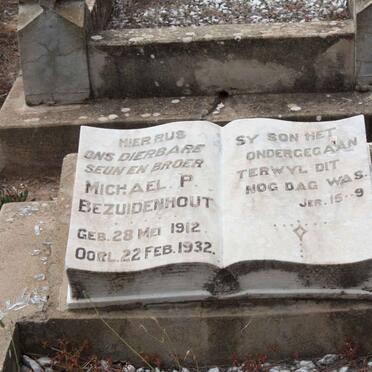 HIER RUS
ONS DIERBARE
SEUN EN BROER
MICHAEL P.
BEZUIDENHOUT
GEB. 28 MEI 1912.
OORL. 22 FEB. 1932.
SY SON HET
ONDERGEGAAN
TERWYL DIT
NOG DAG WAS.
JER. 15-9